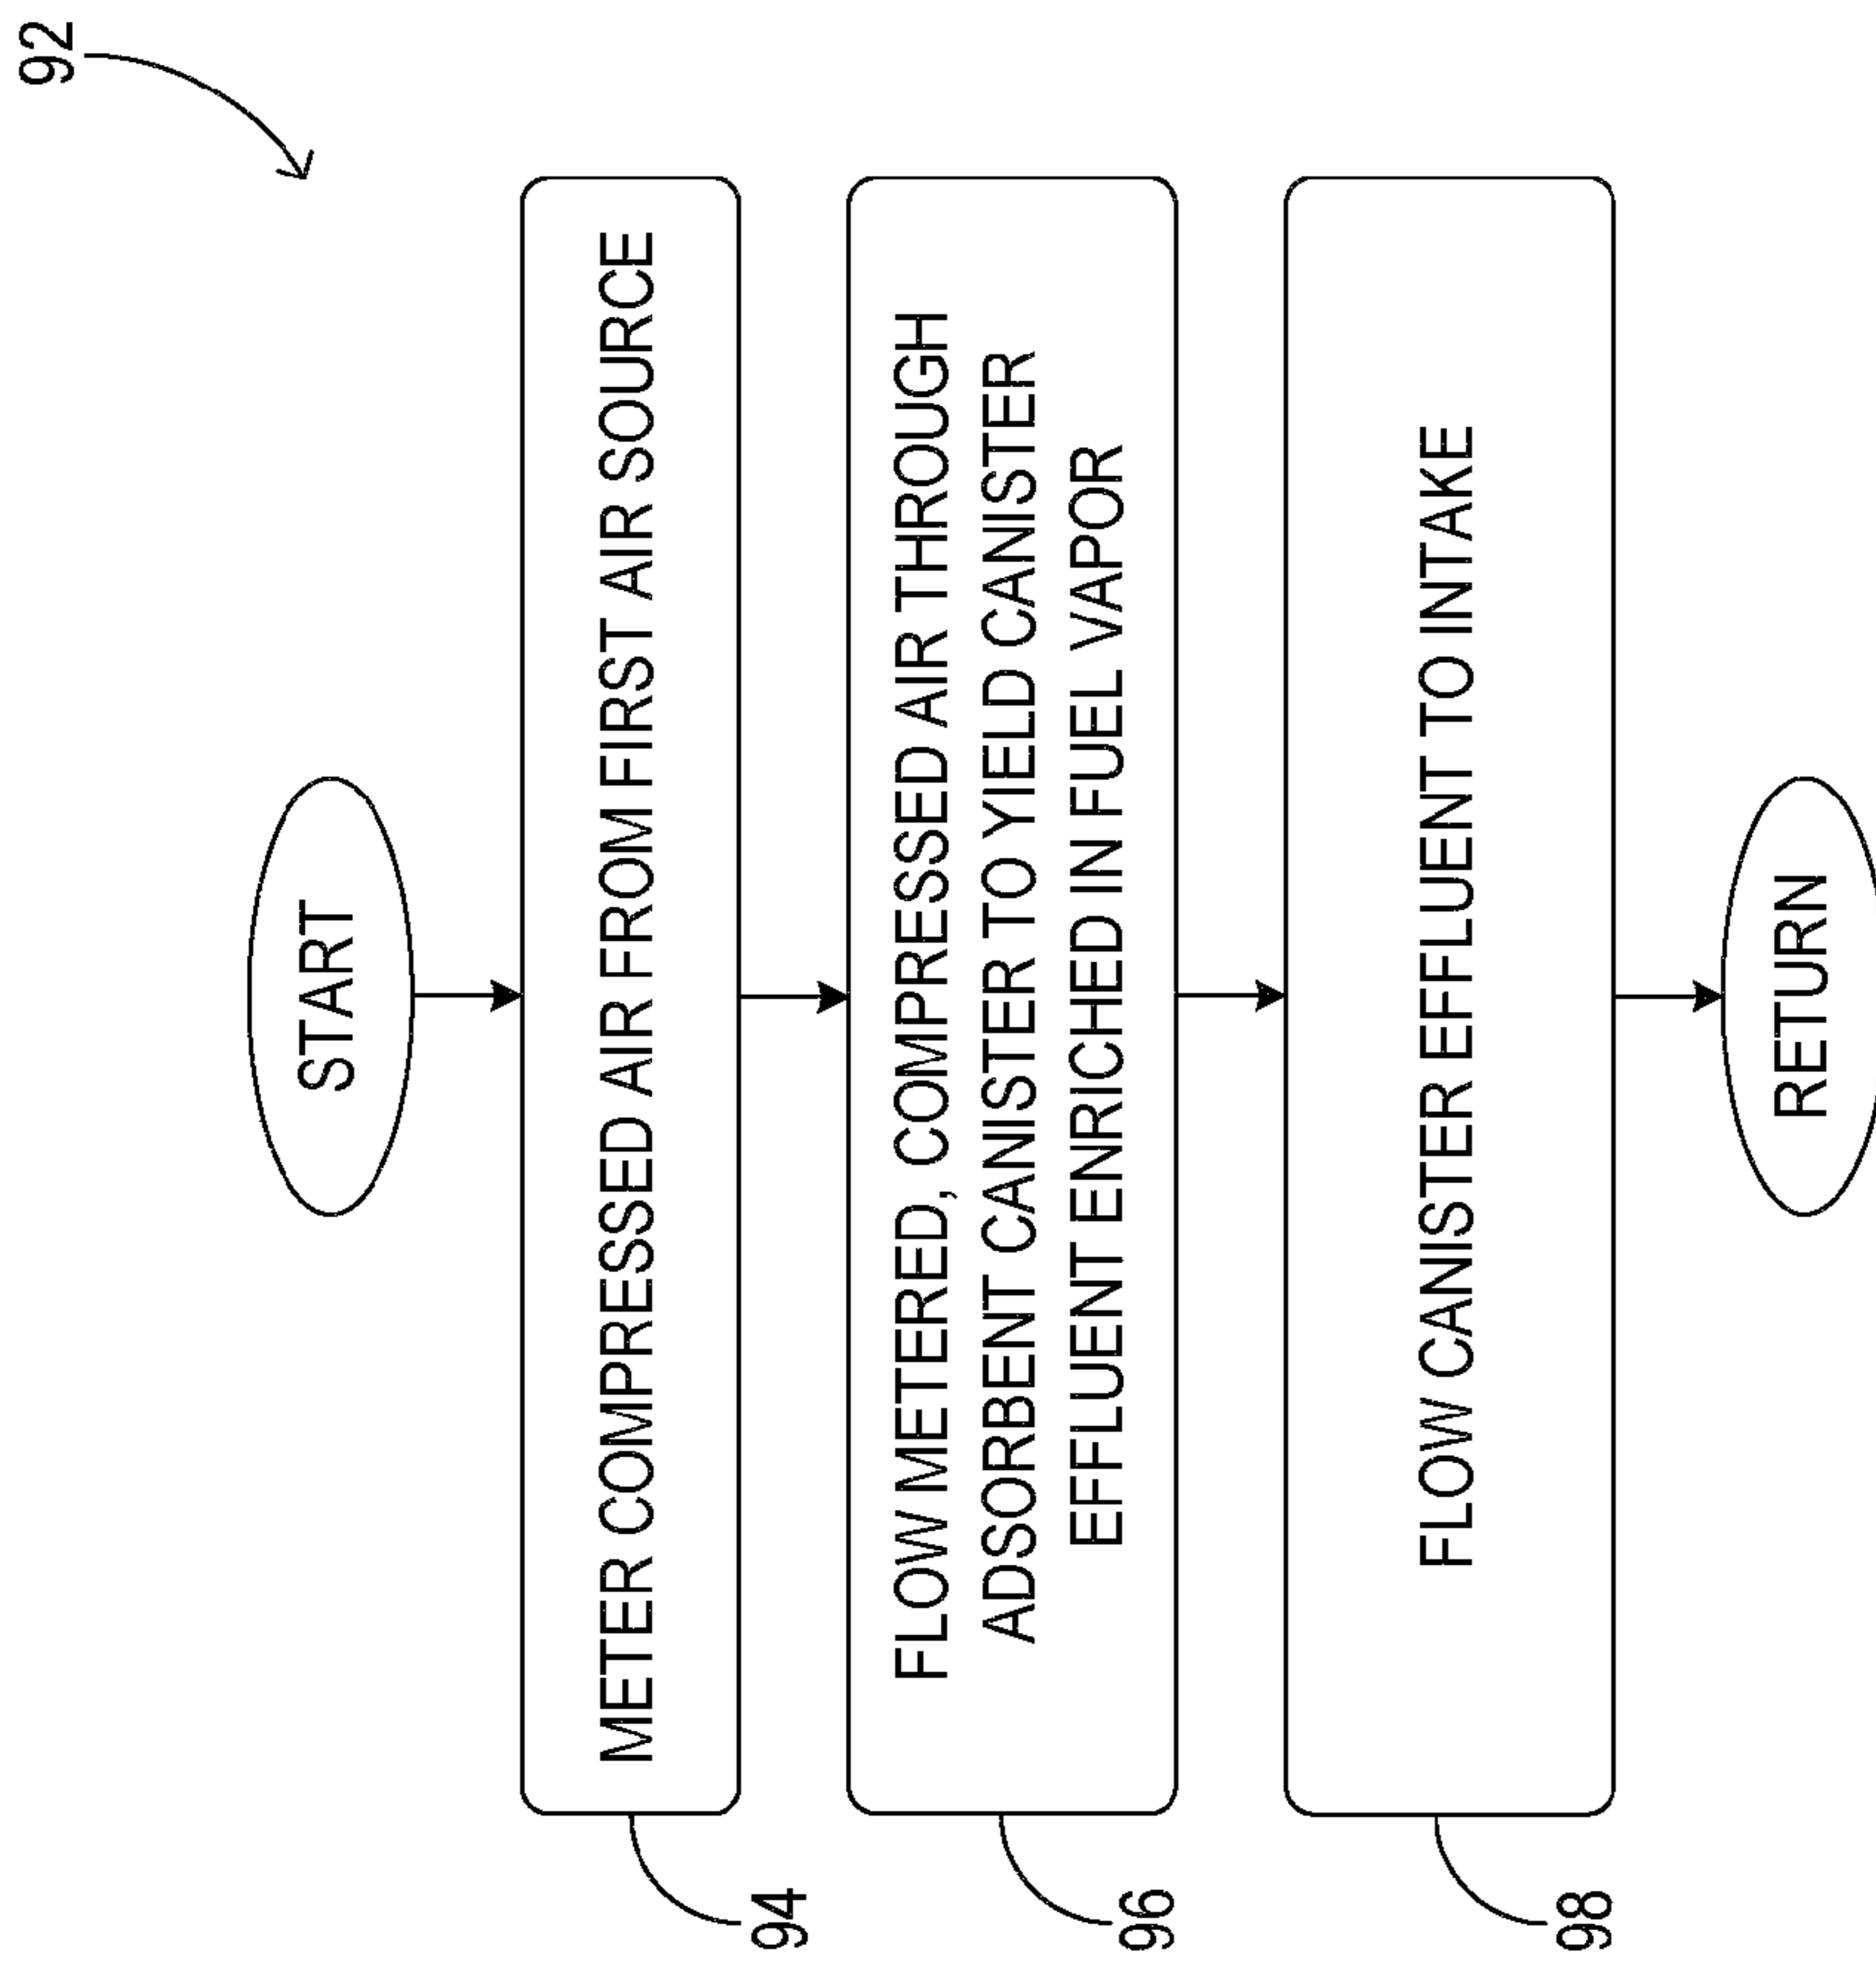 92
START
94
METER COMPRESSED AIR FROM FIRST AIR SOURCE
96
FLOW METERED, COMPRESSED AIR THROUGH
ADSORBENT CANISTER TO YIELD CANISTER
EFFLUENT ENRICHED IN FUEL VAPOR
98
FLOW CANISTER EFFLUENT TO INTAKE
RETURN